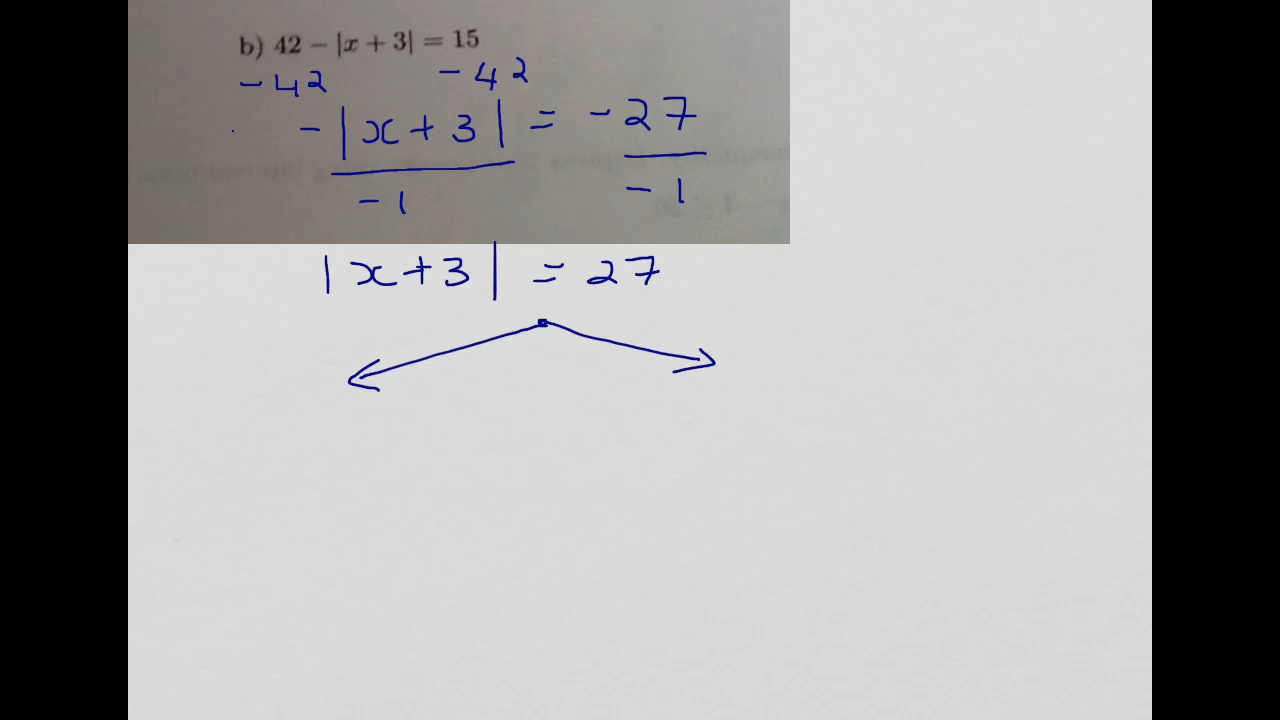 b) 42 − |x + 3| = 15
-42 -42
-|x+3| = -27
-1 -1
|x+3| = 27